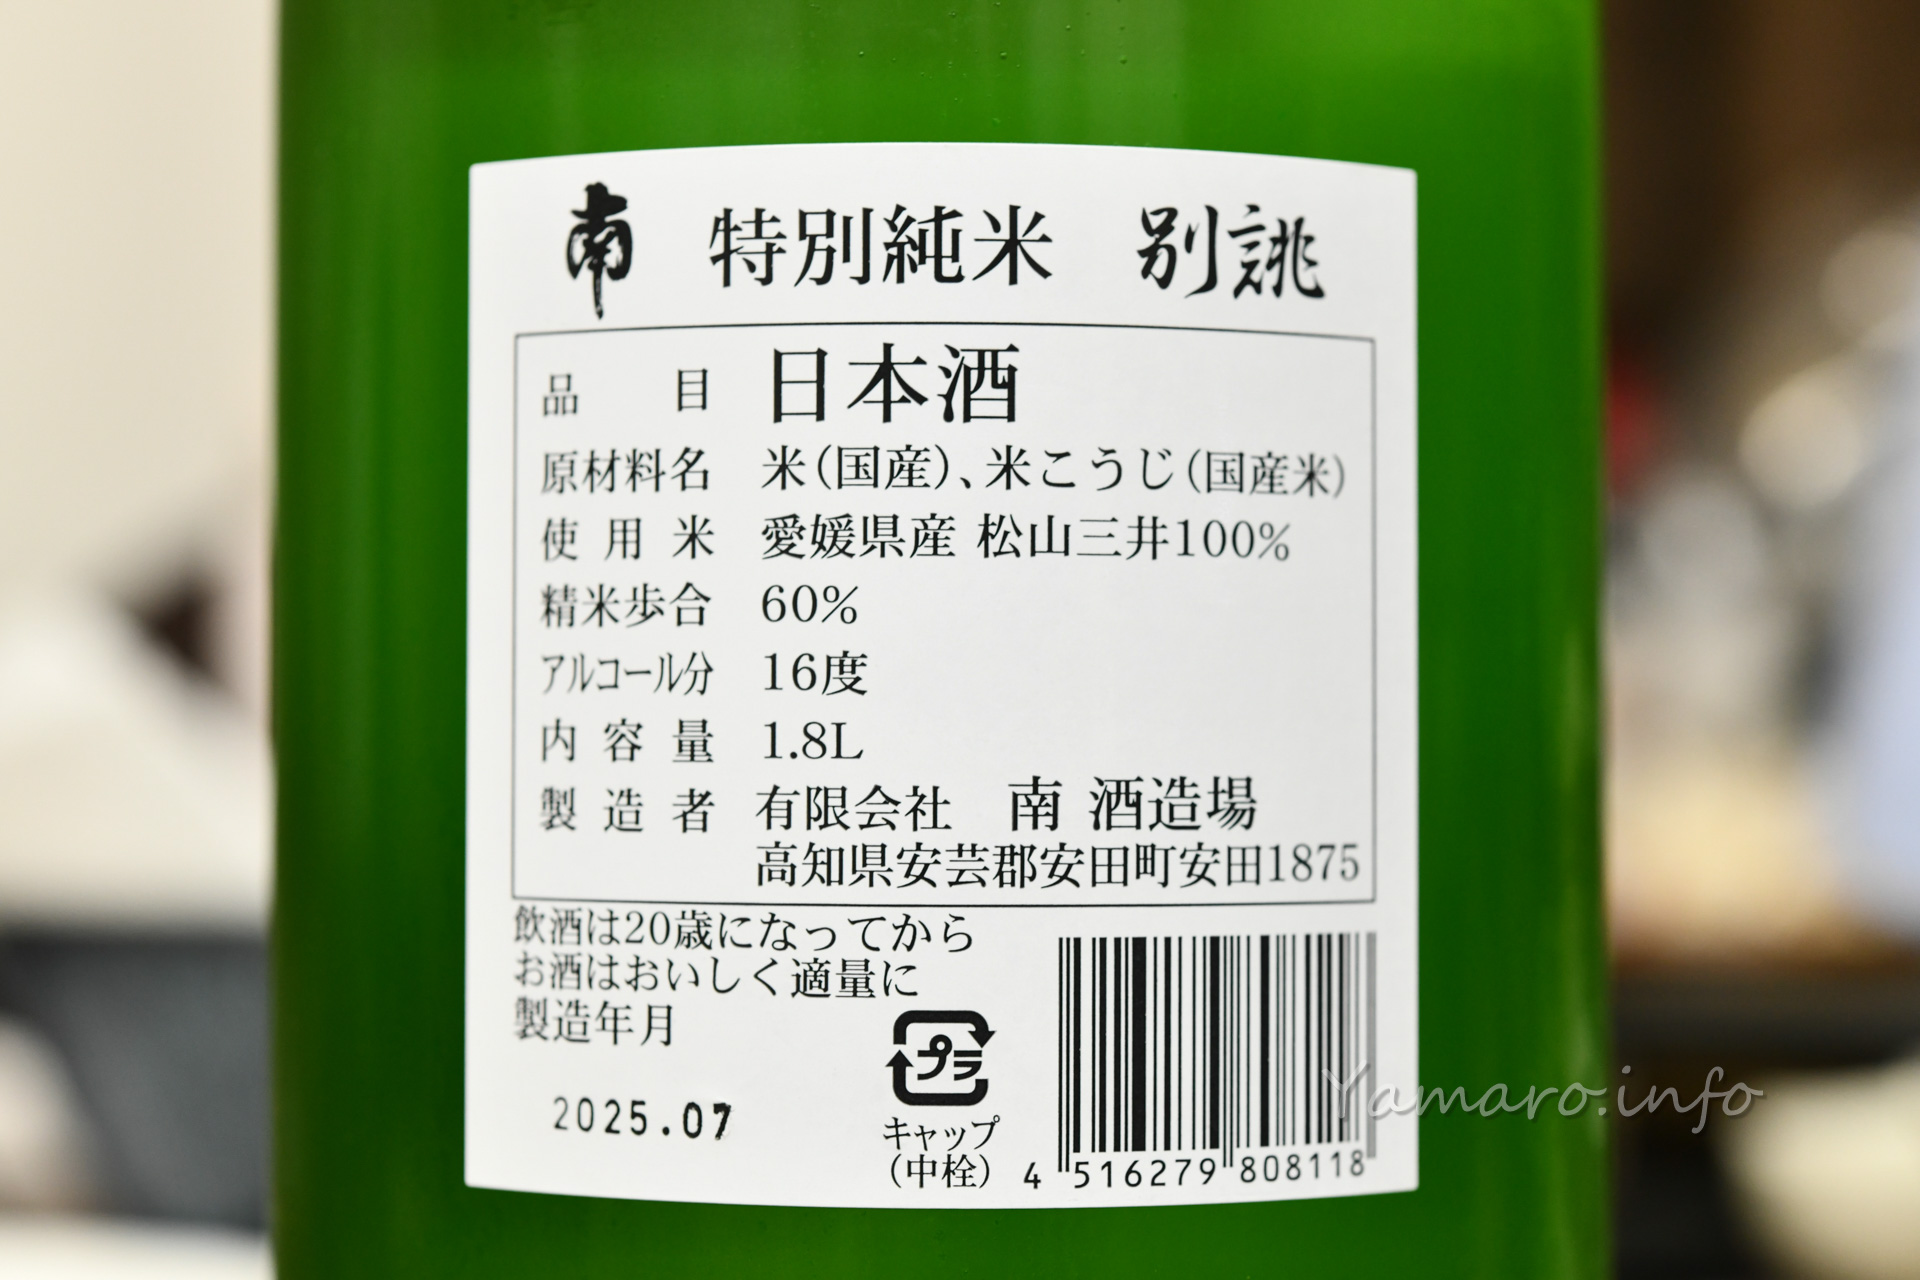 南 特別純米 別誂
品目 日本酒
原材料名 米(国産)、米こうじ(国産米)
使用米 愛媛県産 松山三井100%
精米歩合 60%
アルコール分 16度
内容量 1.8L
製造者 有限会社 南 酒造場
高知県安芸郡安田町安田1875
飲酒は20歳になってから
お酒はおいしく適量に
製造年月
2025.07
プラ
キャップ
(中栓)
4 516279 808118
Yamaro.info